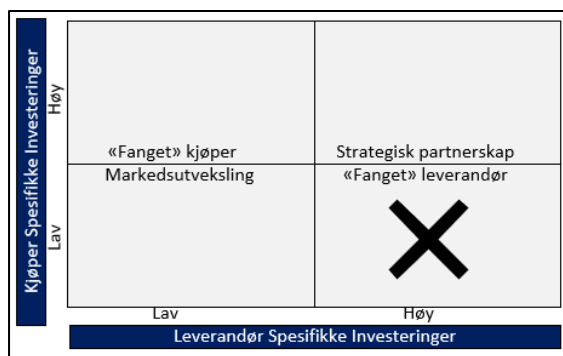 Kjøper Spesifikke Investeringer
Høy
Lav
«Fanget» kjøper
Strategisk partnerskap
Markedsutveksling
«Fanget» leverandør
Lav
Høy
Leverandør Spesifikke Investeringer